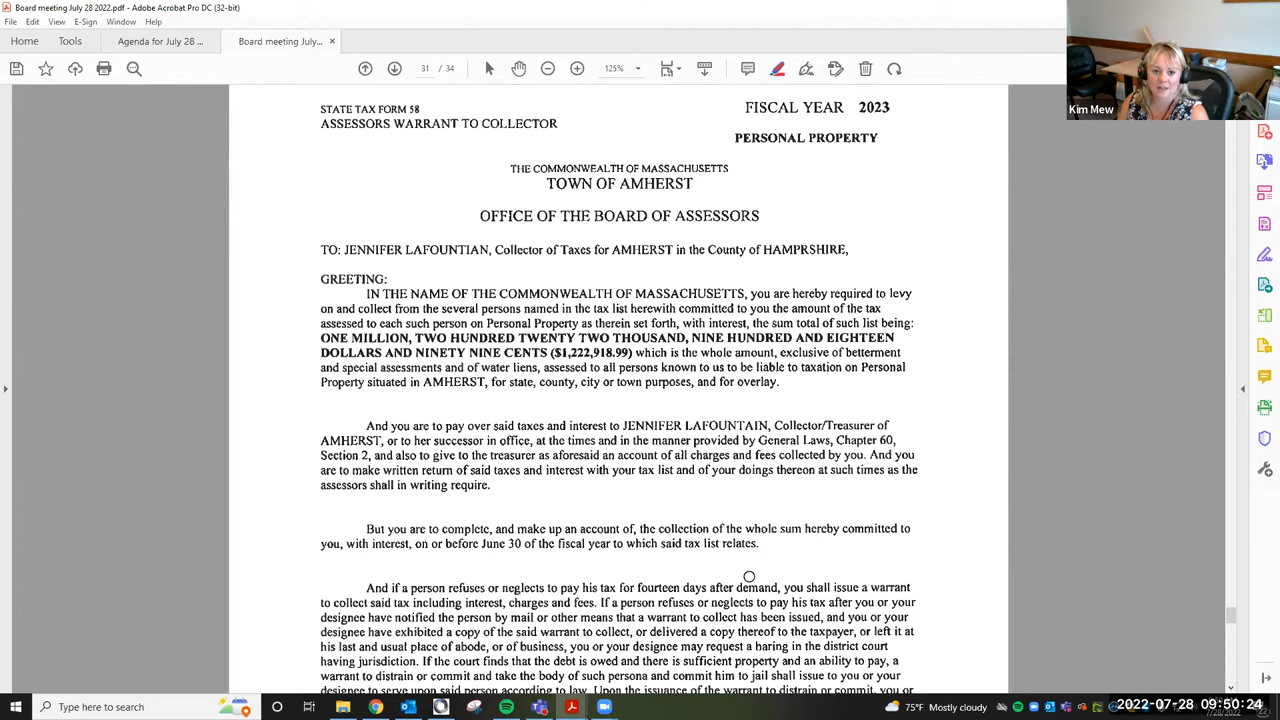 Board meeting July 28 2022.pdf - Adobe Acrobat Pro DC (32-bit)
File Edit View E-Sign Window Help
Home Tools Agenda for July 28 ... Board meeting July... ×
31 / 34 125%
Kim Mew
STATE TAX FORM 58 FISCAL YEAR 2023
ASSESSORS WARRANT TO COLLECTOR
PERSONAL PROPERTY
THE COMMONWEALTH OF MASSACHUSETTS
TOWN OF AMHERST
OFFICE OF THE BOARD OF ASSESSORS
TO: JENNIFER LAFOUNTIAN, Collector of Taxes for AMHERST in the County of HAMPRSHIRE,
GREETING:
IN THE NAME OF THE COMMONWEALTH OF MASSACHUSETTS, you are hereby required to levy
on and collect from the several persons named in the tax list herewith committed to you the amount of the tax
assessed to each such person on Personal Property as therein set forth, with interest, the sum total of such list being:
ONE MILLION, TWO HUNDRED TWENTY TWO THOUSAND, NINE HUNDRED AND EIGHTEEN
DOLLARS AND NINETY NINE CENTS ($1,222,918.99) which is the whole amount, exclusive of betterment
and special assessments and of water liens, assessed to all persons known to us to be liable to taxation on Personal
Property situated in AMHERST, for state, county, city or town purposes, and for overlay.
And you are to pay over said taxes and interest to JENNIFER LAFOUNTAIN, Collector/Treasurer of
AMHERST, or to her successor in office, at the times and in the manner provided by General Laws, Chapter 60,
Section 2, and also to give to the treasurer as aforesaid an account of all charges and fees collected by you. And you
are to make written return of said taxes and interest with your tax list and of your doings thereon at such times as the
assessors shall in writing require.
But you are to complete, and make up an account of, the collection of the whole sum hereby committed to
you, with interest, on or before June 30 of the fiscal year to which said tax list relates.
And if a person refuses or neglects to pay his tax for fourteen days after demand, you shall issue a warrant
to collect said tax including interest, charges and fees. If a person refuses or neglects to pay his tax after you or your
designee have notified the person by mail or other means that a warrant to collect has been issued, and you or your
designee have exhibited a copy of the said warrant to collect, or delivered a copy thereof to the taxpayer, or left it at
his last and usual place of abode, or of business, you or your designee may request a haring in the district court
having jurisdiction. If the court finds that the debt is owed and there is sufficient property and an ability to pay, a
warrant to distrain or commit and take the body of such persona and commit him to jail shall issue to you or your
designee to serve upon said person according to law. Upon the issuance of the warrant to distrain or commit, you or
Type here to search
75°F Mostly cloudy
2022-07-28 09:50:24